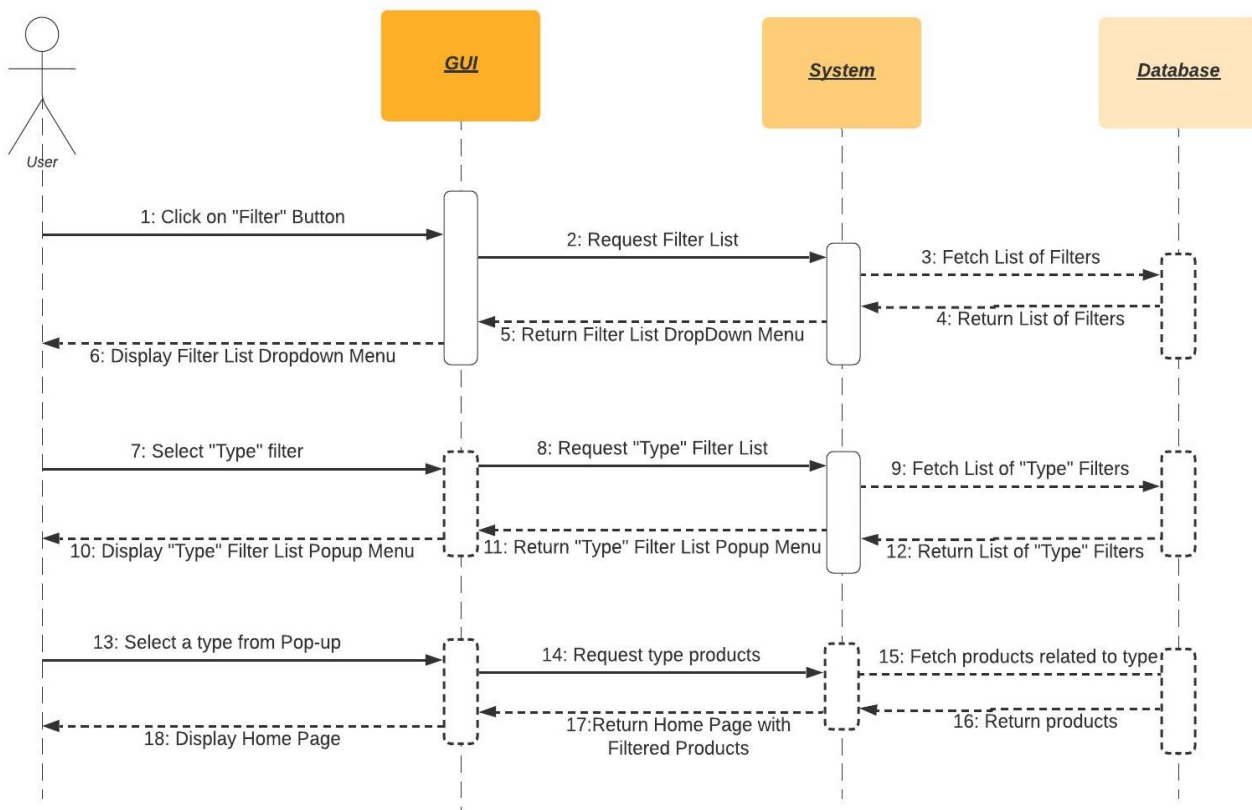 GUI
System
Database
User
1: Click on "Filter" Button
2: Request Filter List
3: Fetch List of Filters
4: Return List of Filters
5: Return Filter List DropDown Menu
6: Display Filter List Dropdown Menu
7: Select "Type" filter
8: Request "Type" Filter List
9: Fetch List of "Type" Filters
10: Display "Type" Filter List Popup Menu
11: Return "Type" Filter List Popup Menu
12: Return List of "Type" Filters
13: Select a type from Pop-up
14: Request type products
15: Fetch products related to type
16: Return products
17:Return Home Page with
Filtered Products
18: Display Home Page